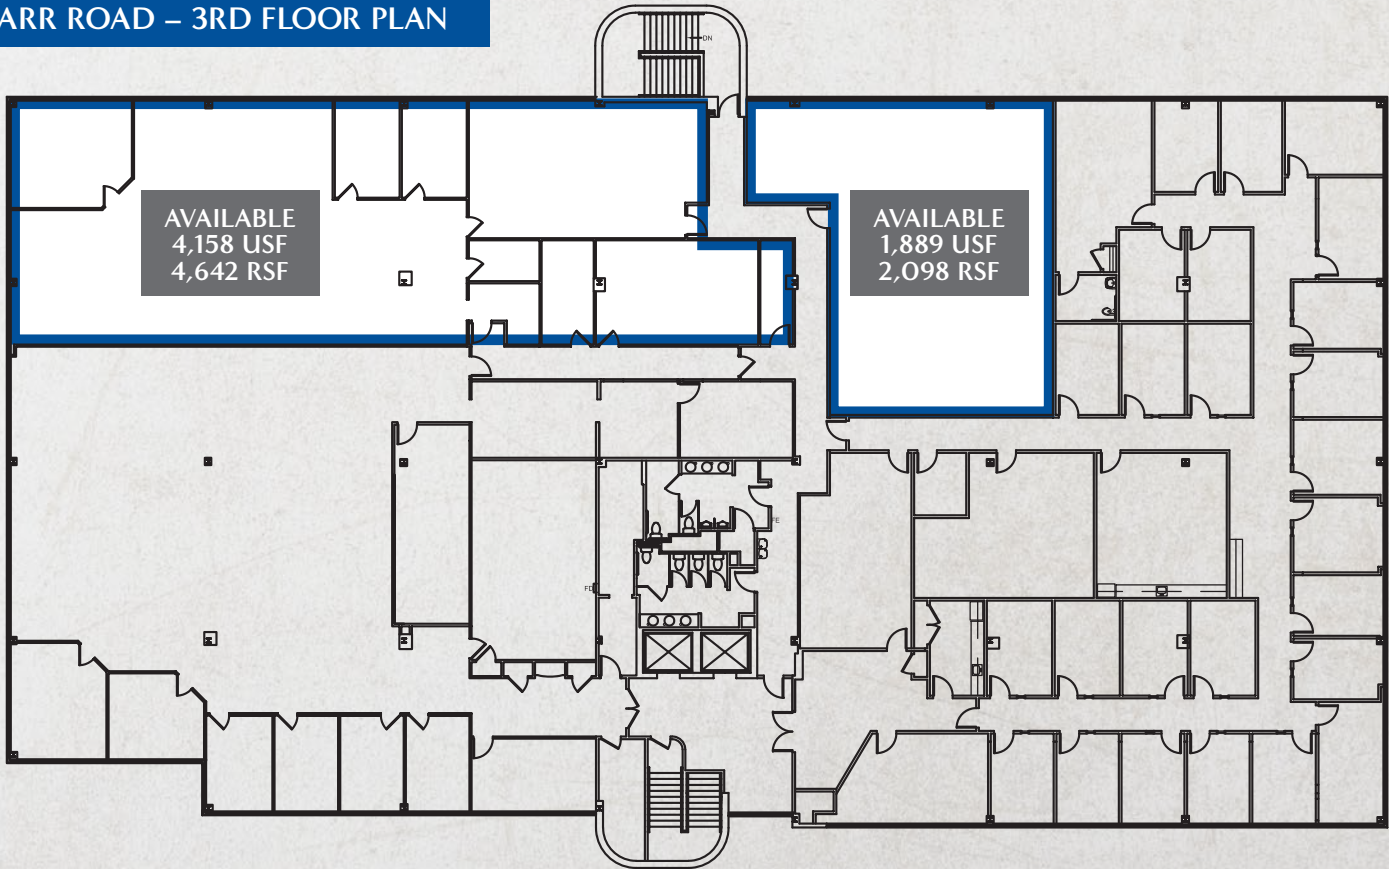 ARR ROAD – 3RD FLOOR PLAN
DN
AVAILABLE
4,158 USF
4,642 RSF
AVAILABLE
1,889 USF
2,098 RSF
FE